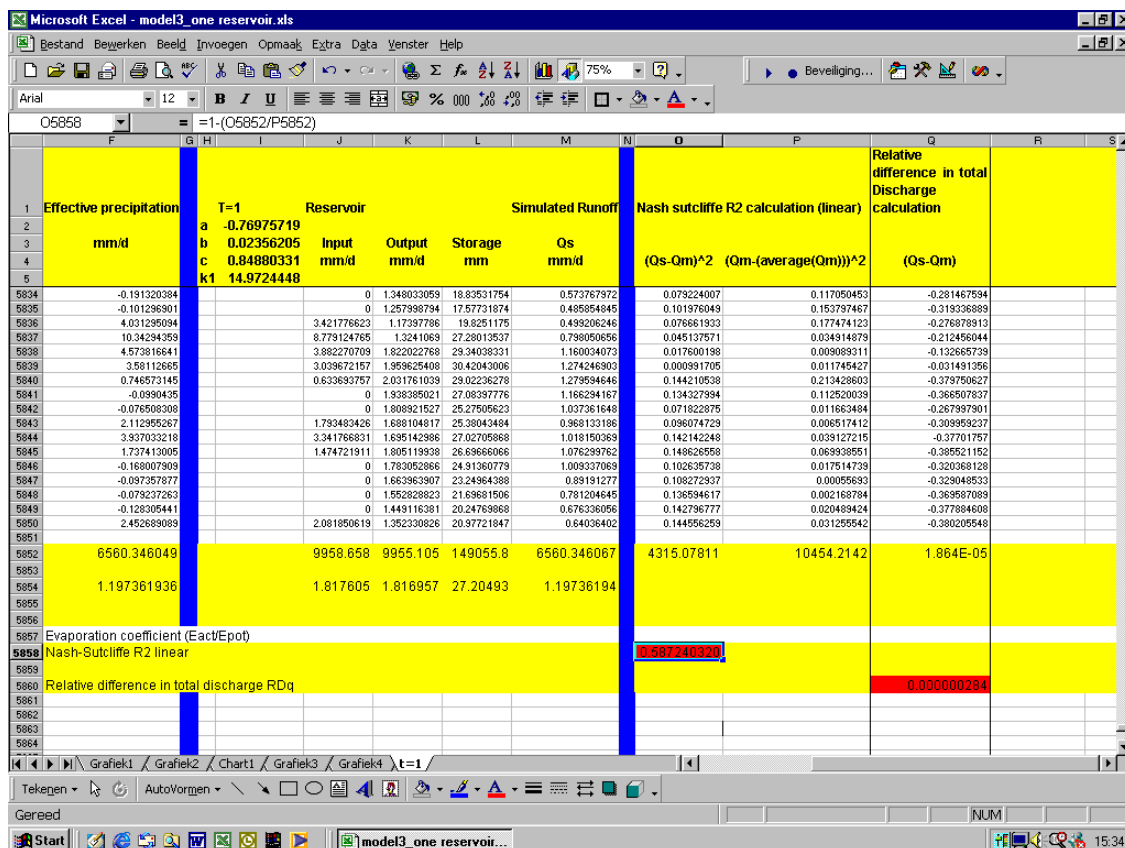 Microsoft Excel - model3_one reservoir.xls
Bestand Bewerken Beeld Invoegen Opmaak Extra Data Venster Help
75% Beveiliging...
Arial 12 B I U
O5858 = =1-(O5852/P5852)
F G H I J K L M N O P Q R S
1 Effective precipitation T=1 Reservoir Simulated Runoff Nash sutcliffe R2 calculation (linear) Relative difference in total Discharge calculation
2 a -0.76975719
3 mm/d b 0.02356205 Input Output Storage Qs
4 c 0.84880331 mm/d mm/d mm mm/d (Qs-Qm)^2 (Qm-(average(Qm)))^2 (Qs-Qm)
5 k1 14.9724448
5834 -0.191320384 0 1.348033059 18.83531754 0.573767972 0.079224007 0.117050453 -0.281467594
5835 -0.101296901 0 1.257998794 17.57731874 0.485854845 0.101976049 0.153797467 -0.319336889
5836 4.031295094 3.421776623 1.17397786 19.8251175 0.499206246 0.076661933 0.177474123 -0.276878913
5837 10.34294359 8.779124765 1.3241069 27.28013537 0.798050656 0.045137571 0.034914879 -0.212456044
5838 4.573816641 3.882270709 1.822022768 29.34038331 1.160034073 0.017600198 0.009089311 -0.132665739
5839 3.58112665 3.039672157 1.959625408 30.42043006 1.274246903 0.000991705 0.011745427 -0.031491356
5840 0.746573145 0.633693757 2.031761039 29.02236278 1.279594646 0.144210538 0.213428603 -0.379750627
5841 -0.0990435 0 1.938385021 27.08397776 1.166294167 0.134327994 0.112520039 -0.366507837
5842 -0.076508308 0 1.808921527 25.27505623 1.037361648 0.071822875 0.011663484 -0.267997901
5843 2.112955267 1.793483426 1.688104817 25.38043484 0.968133186 0.096074729 0.006517412 -0.309959237
5844 3.937033218 3.341766831 1.695142986 27.02705868 1.018150369 0.142142248 0.039127215 -0.37701757
5845 1.737413005 1.474721911 1.805119938 26.69666066 1.076299762 0.148626558 0.069938551 -0.385521152
5846 -0.168007909 0 1.783052866 24.91360779 1.009337069 0.102635738 0.017514739 -0.320368128
5847 -0.097357877 0 1.663963907 23.24964388 0.89191277 0.108272937 0.00055693 -0.329048533
5848 -0.079237263 0 1.552828823 21.69681506 0.781204645 0.136594617 0.002168784 -0.369587089
5849 -0.128305441 0 1.449116381 20.24769868 0.676336056 0.142796777 0.020489424 -0.377884608
5850 2.452689089 2.081850619 1.352330826 20.97721847 0.64036402 0.144556259 0.031255542 -0.380205548
5851
5852 6560.346049 9958.658 9955.105 149055.8 6560.346067 4315.07811 10454.2142 1.864E-05
5853
5854 1.197361936 1.817605 1.816957 27.20493 1.19736194
5855
5856
5857 Evaporation coefficient (Eact/Epot)
5858 Nash-Sutcliffe R2 linear 0.587240320
5859
5860 Relative difference in total discharge RDq 0.000000284
5861
5862
5863
5864
Grafiek1 Grafiek2 Chart1 Grafiek3 Grafiek4 t=1
Tekenen AutoVormen
Gereed NUM
Start model3_one reservoir... 15:34